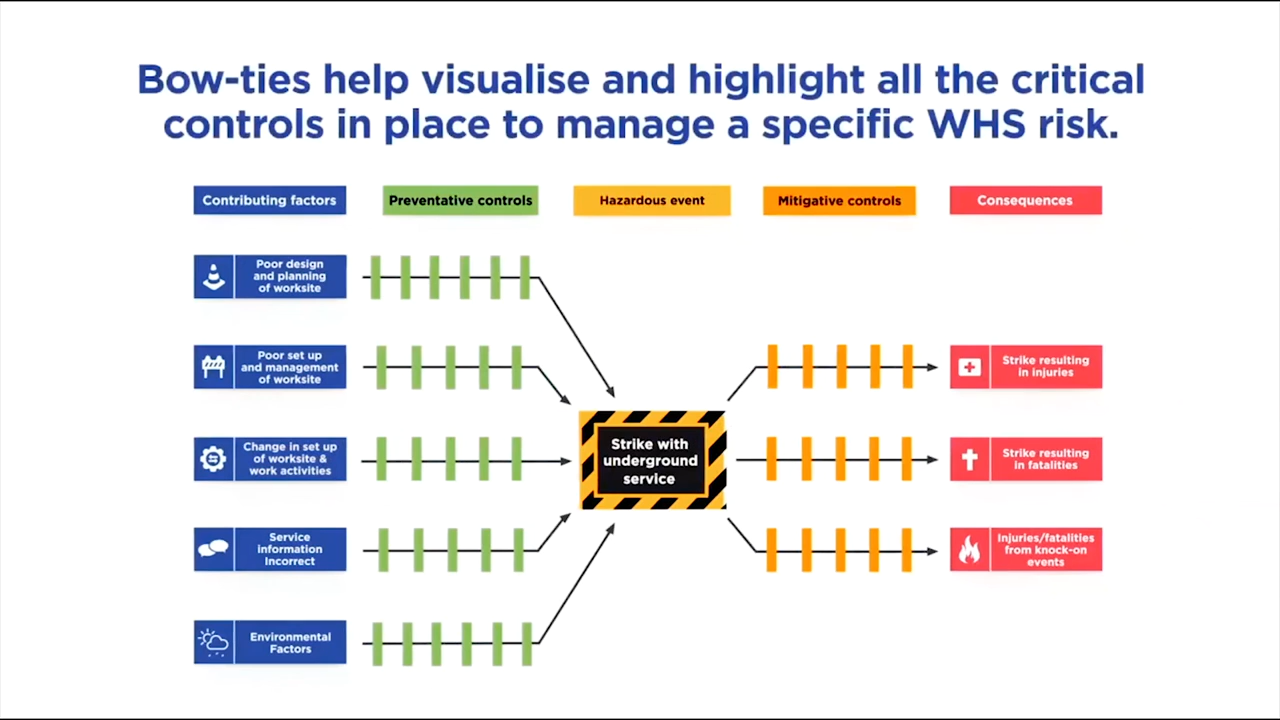 Bow-ties help visualise and highlight all the critical
controls in place to manage a specific WHS risk.
Contributing factors
Preventative controls
Hazardous event
Mitigative controls
Consequences
Poor design
and planning
of worksite
Poor set up
and management
of worksite
Change in set up
of worksite &
work activities
Service
information
Incorrect
Environmental
Factors
Strike with
underground
service
Strike resulting
in injuries
Strike resulting
in fatalities
Injuries/fatalities
from knock-on
events